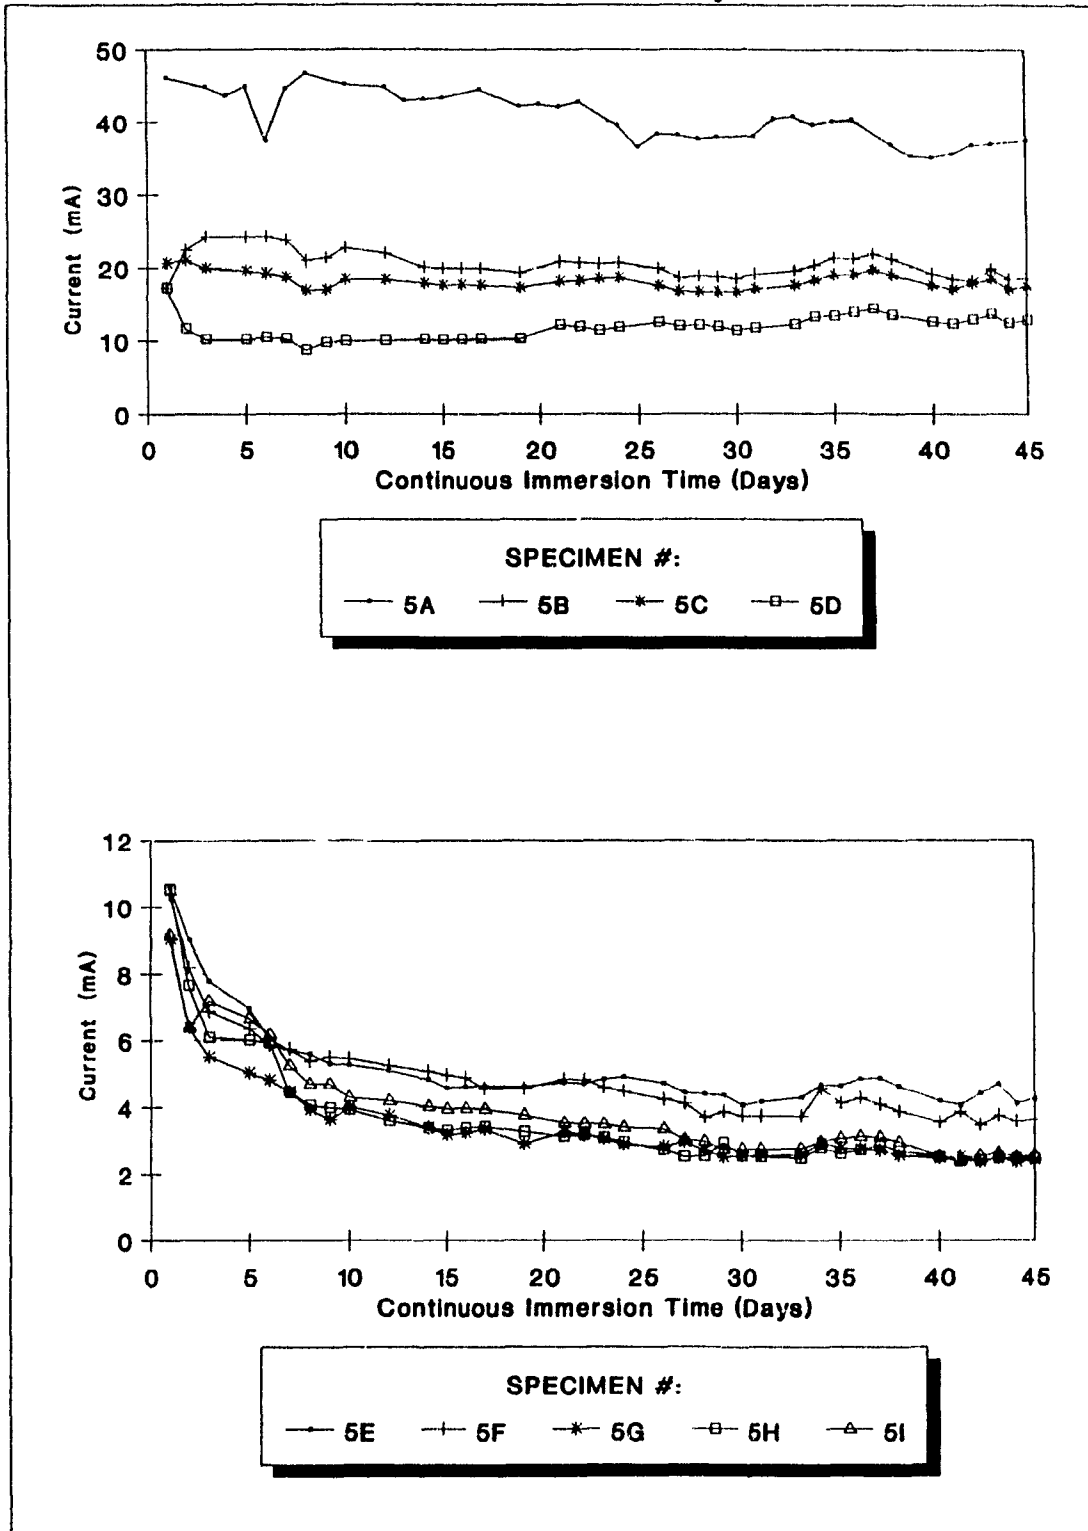 50
40
30
20
10
0
Current (mA)
0 5 10 15 20 25 30 35 40 45
Continuous Immersion Time (Days)
SPECIMEN #:
5A 5B 5C 5D
12
10
8
6
4
2
0
Current (mA)
0 5 10 15 20 25 30 35 40 45
Continuous Immersion Time (Days)
SPECIMEN #:
5E 5F 5G 5H 5I